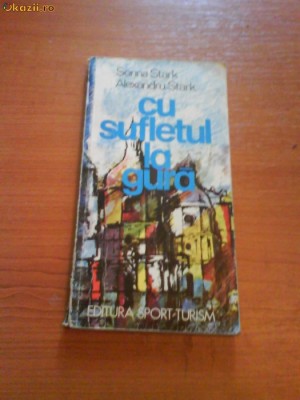 Okazii.ro
Sanna Stark
Alexandru Stark
cu
sufletul
la
gură
EDITURA SPORT-TURISM